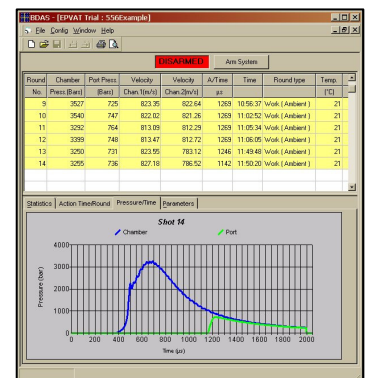 BDAS - [EPVAT Trial : 556Example]
File Config Window Help
DISARMED Arm System
Round Chamber Port Press. Velocity Velocity A/Time Time Round type Temp.
No. Press.(Bars) (Bars) Chan.1(m/s) Chan.2(m/s) µs (°C)
9 3527 725 823.35 822.64 1269 10:56:37 Work ( Ambient ) 21
10 3540 747 822.02 821.26 1269 11:02:52 Work ( Ambient ) 21
11 3292 764 813.09 812.29 1269 11:05:34 Work ( Ambient ) 21
12 3399 748 813.47 812.72 1269 11:06:05 Work ( Ambient ) 21
13 3250 731 823.55 783.12 1246 11:49:48 Work ( Ambient ) 21
14 3255 736 827.18 786.52 1142 11:50:20 Work ( Ambient ) 21
Statistics Action Time/Round Pressure/Time Parameters
Shot 14
Chamber Port
Pressure (bar)
4000
3000
2000
1000
0
0 200 400 600 800 1000 1200 1400 1600 1800 2000
Time (µs)